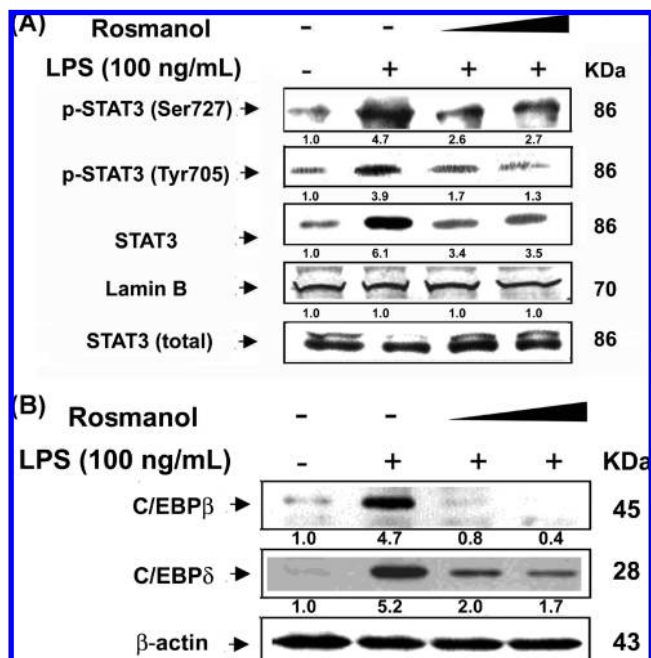 (A)
Rosmanol - -
LPS (100 ng/mL) - + + + KDa
p-STAT3 (Ser727) 86
1.0 4.7 2.6 2.7
p-STAT3 (Tyr705) 86
1.0 3.9 1.7 1.3
STAT3 86
1.0 6.1 3.4 3.5
Lamin B 70
1.0 1.0 1.0 1.0
STAT3 (total) 86
(B)
Rosmanol - -
LPS (100 ng/mL) - + + + KDa
C/EBPβ 45
1.0 4.7 0.8 0.4
C/EBPδ 28
1.0 5.2 2.0 1.7
β-actin 43